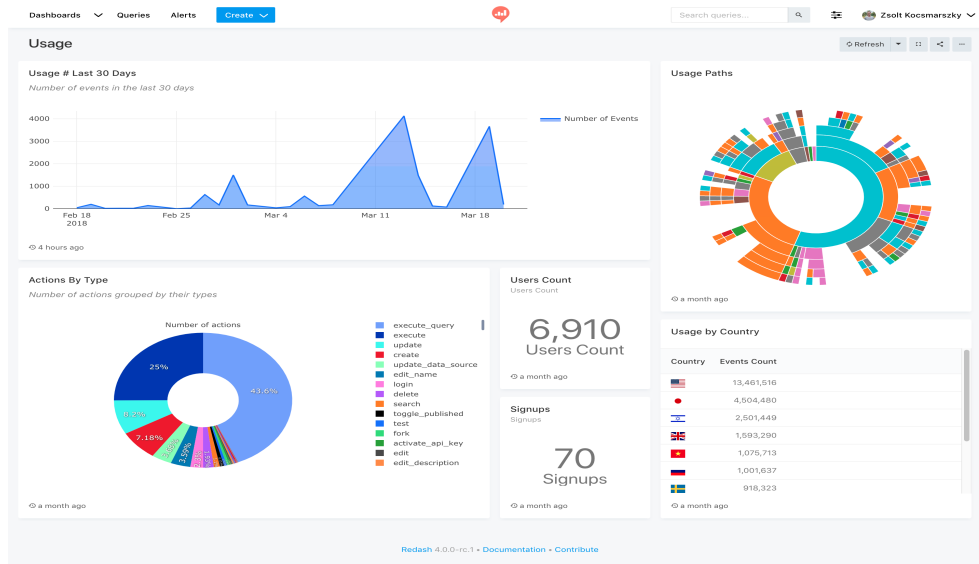 Dashboards Queries Alerts Create Search queries... Zsolt Kocsmarszky
Usage
Refresh
Usage # Last 30 Days
Number of events in the last 30 days
4000
3000
2000
1000
0
Feb 18
2018
Feb 25
Mar 4
Mar 11
Mar 18
Number of Events
4 hours ago
Usage Paths
a month ago
Actions By Type
Number of actions grouped by their types
Number of actions
25%
43.6%
7.18%
3.59%
execute_query
execute
update
create
update_data_source
edit_name
login
delete
search
toggle_published
test
fork
activate_api_key
edit
edit_description
a month ago
Users Count
Users Count
6,910
Users Count
a month ago
Signups
Signups
70
Signups
a month ago
Usage by Country
Country Events Count
13,461,516
4,504,480
2,501,449
1,593,290
1,075,713
1,001,637
918,323
a month ago
Redash 4.0.0-rc.1 • Documentation • Contribute